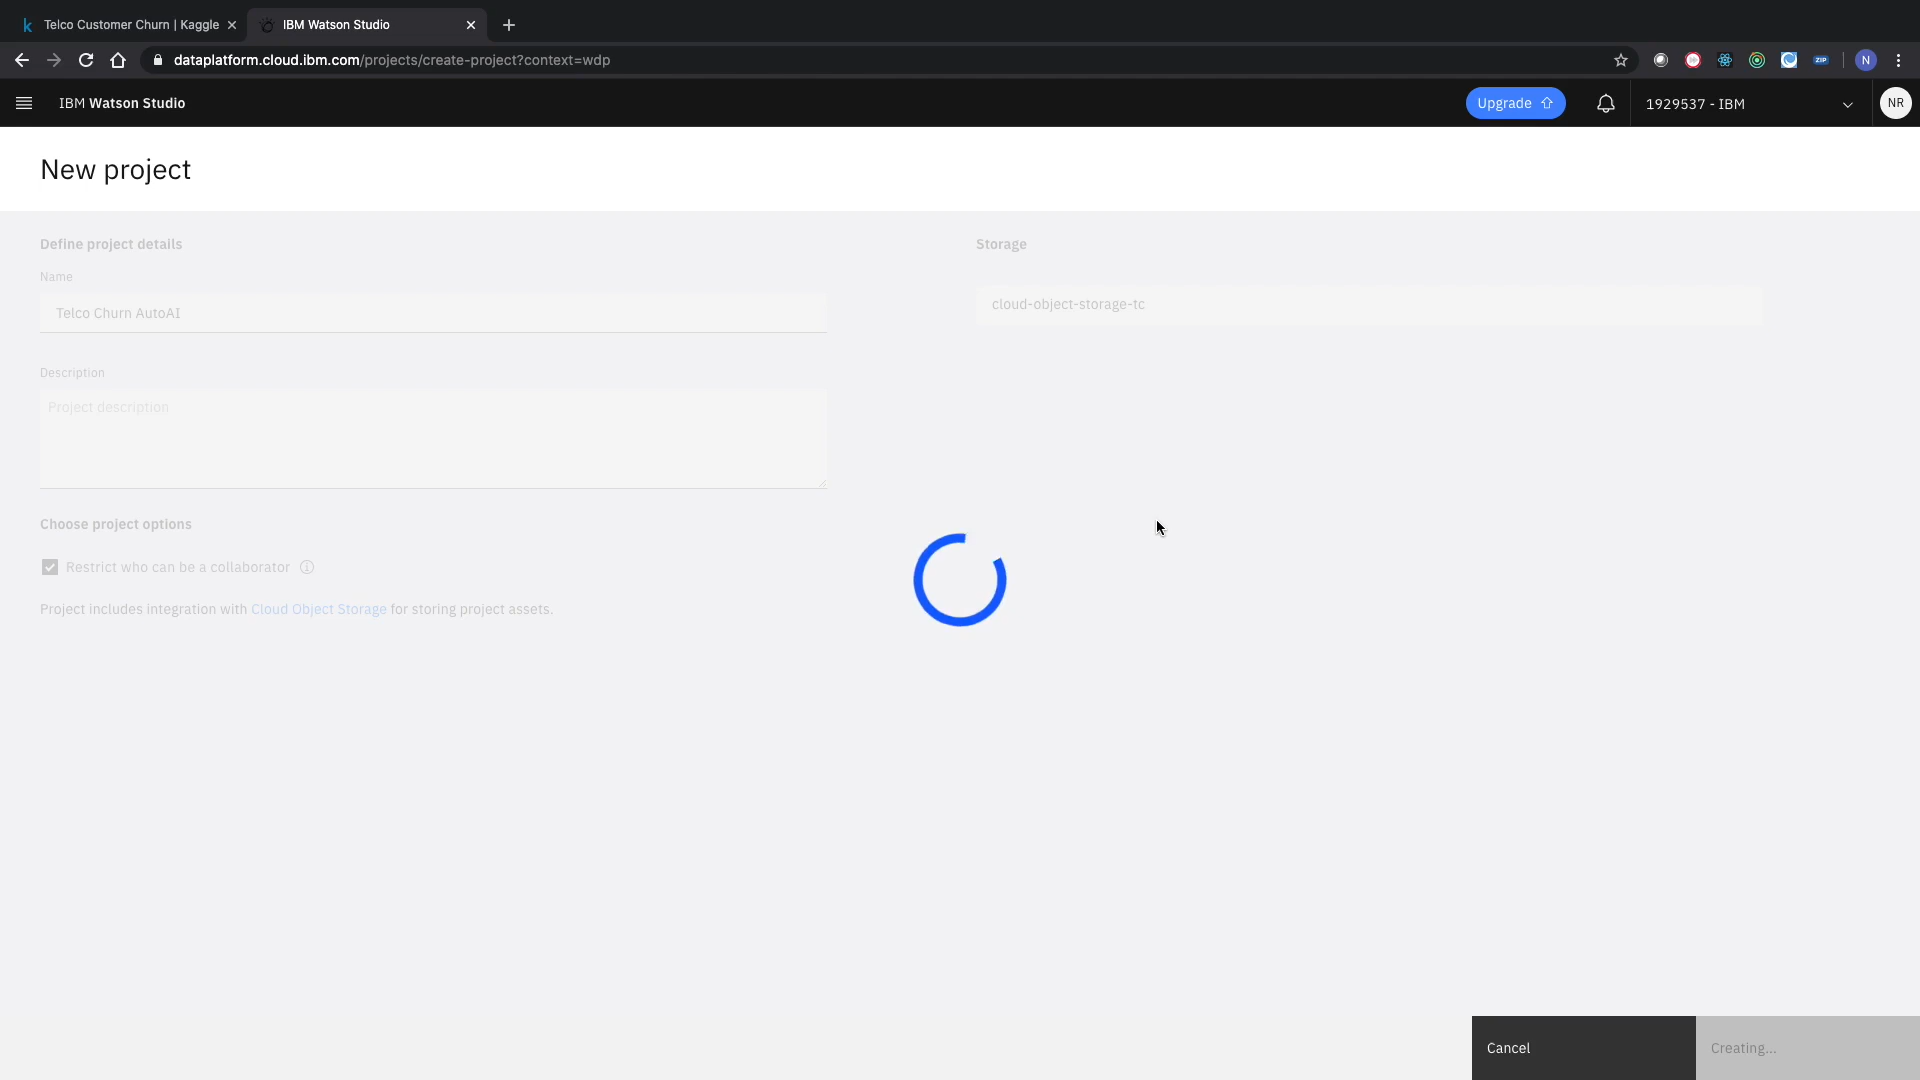 Telco Customer Churn | Kaggle
IBM Watson Studio
dataplatform.cloud.ibm.com/projects/create-project?context=wdp
ZIP
N
IBM Watson Studio
Upgrade
1929537 - IBM
NR
New project
Define project details
Storage
Name
Telco Churn AutoAI
cloud-object-storage-tc
Description
Project description
Choose project options
Restrict who can be a collaborator
Project includes integration with Cloud Object Storage for storing project assets.
Cancel
Creating...